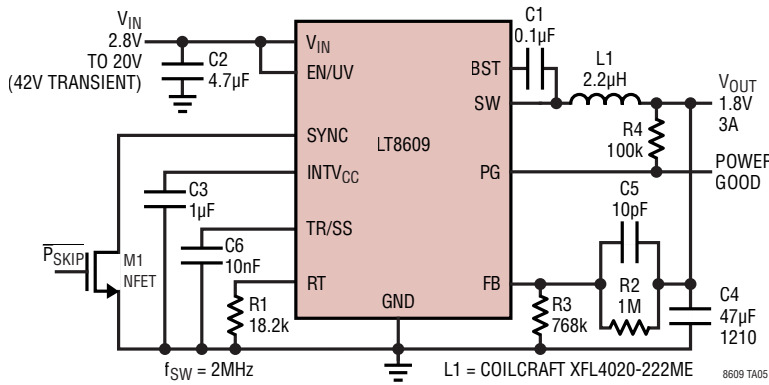 V_IN
2.8V
TO 20V
(42V TRANSIENT)
C2
4.7µF
V_IN
EN/UV
SYNC
INTV_CC
TR/SS
RT
LT8609
GND
BST
SW
PG
FB
C1
0.1µF
L1
2.2µH
V_OUT
1.8V
3A
R4
100k
POWER
GOOD
C5
10pF
R2
1M
R3
768k
C4
47µF
1210
C3
1µF
C6
10nF
R1
18.2k
P_SKIP
M1
NFET
f_SW = 2MHz
L1 = COILCRAFT XFL4020-222ME
8609 TA05